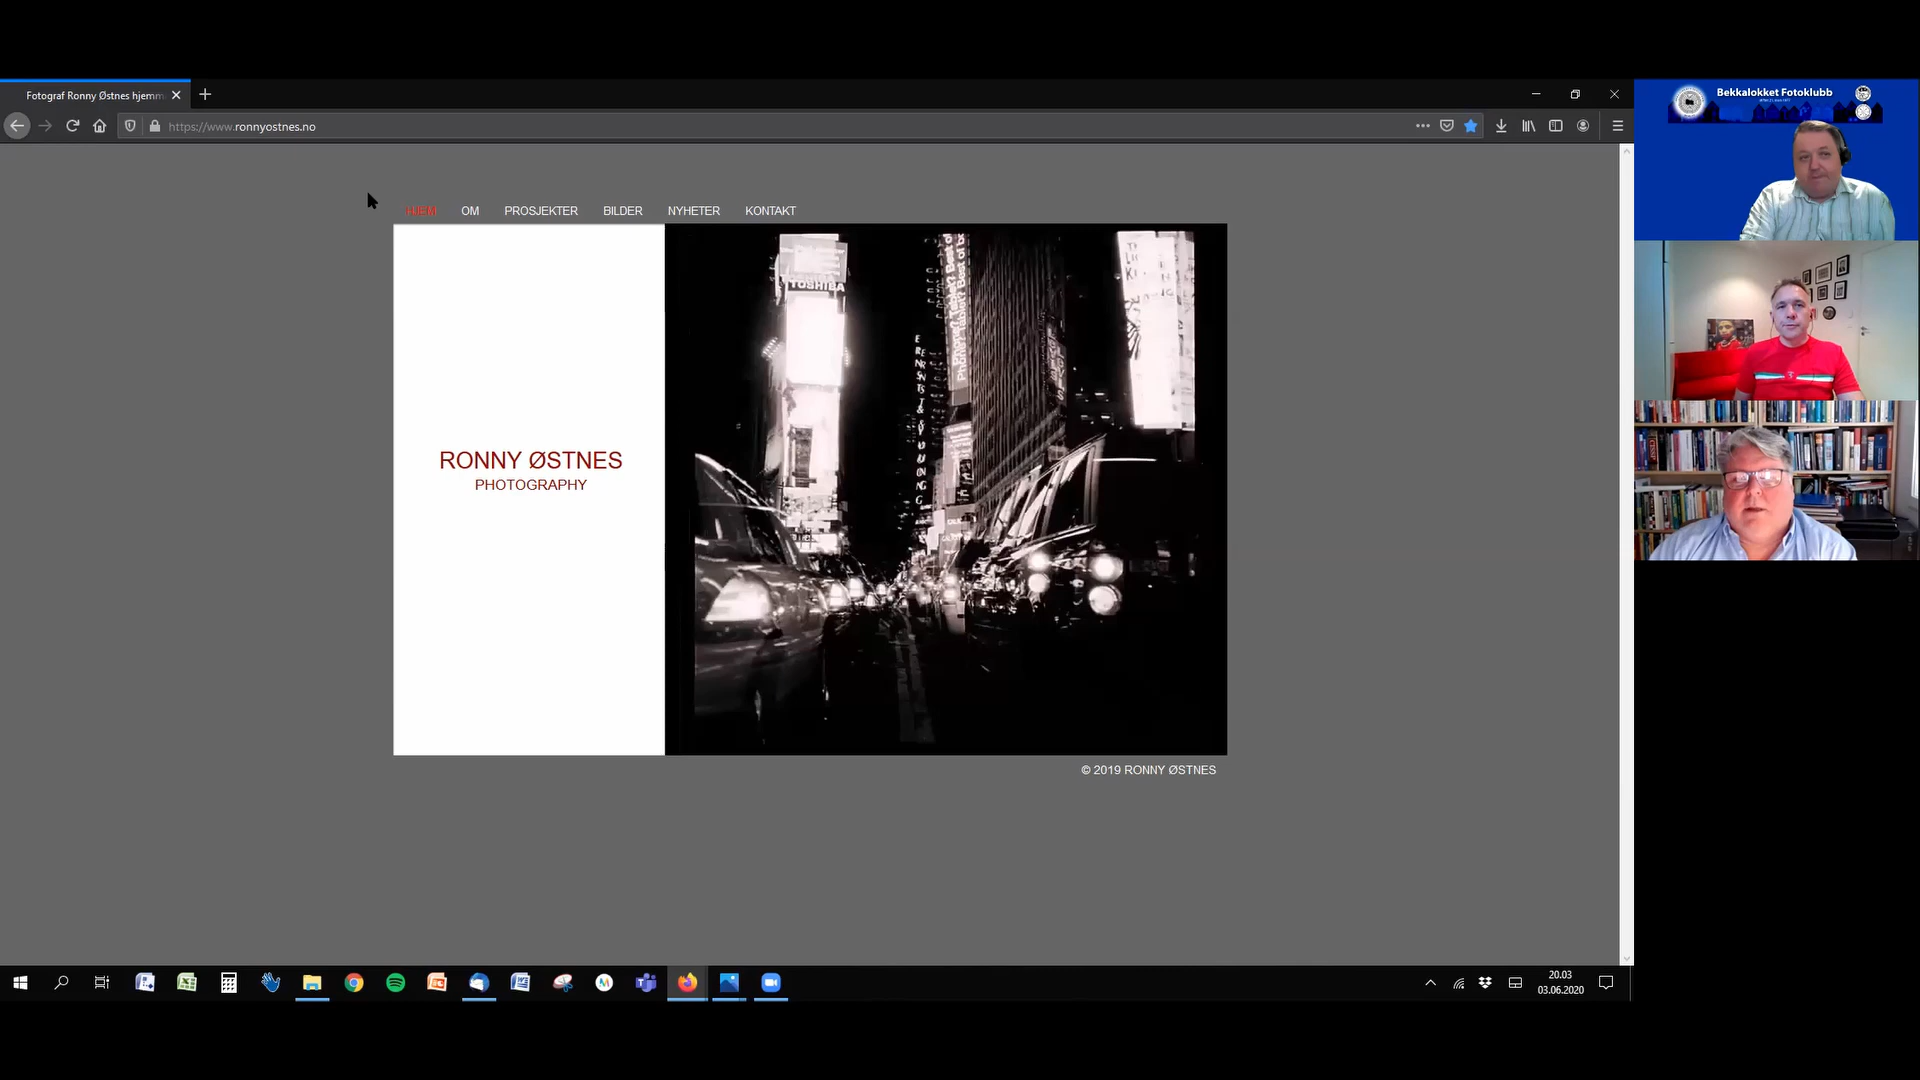 Fotograf Ronny Østnes hjemm
https://www.ronnyostnes.no
HJEM OM PROSJEKTER BILDER NYHETER KONTAKT
RONNY ØSTNES
PHOTOGRAPHY
TOSHIBA
© 2019 RONNY ØSTNES
Bekkalokket Fotoklubb
20.03
03.06.2020